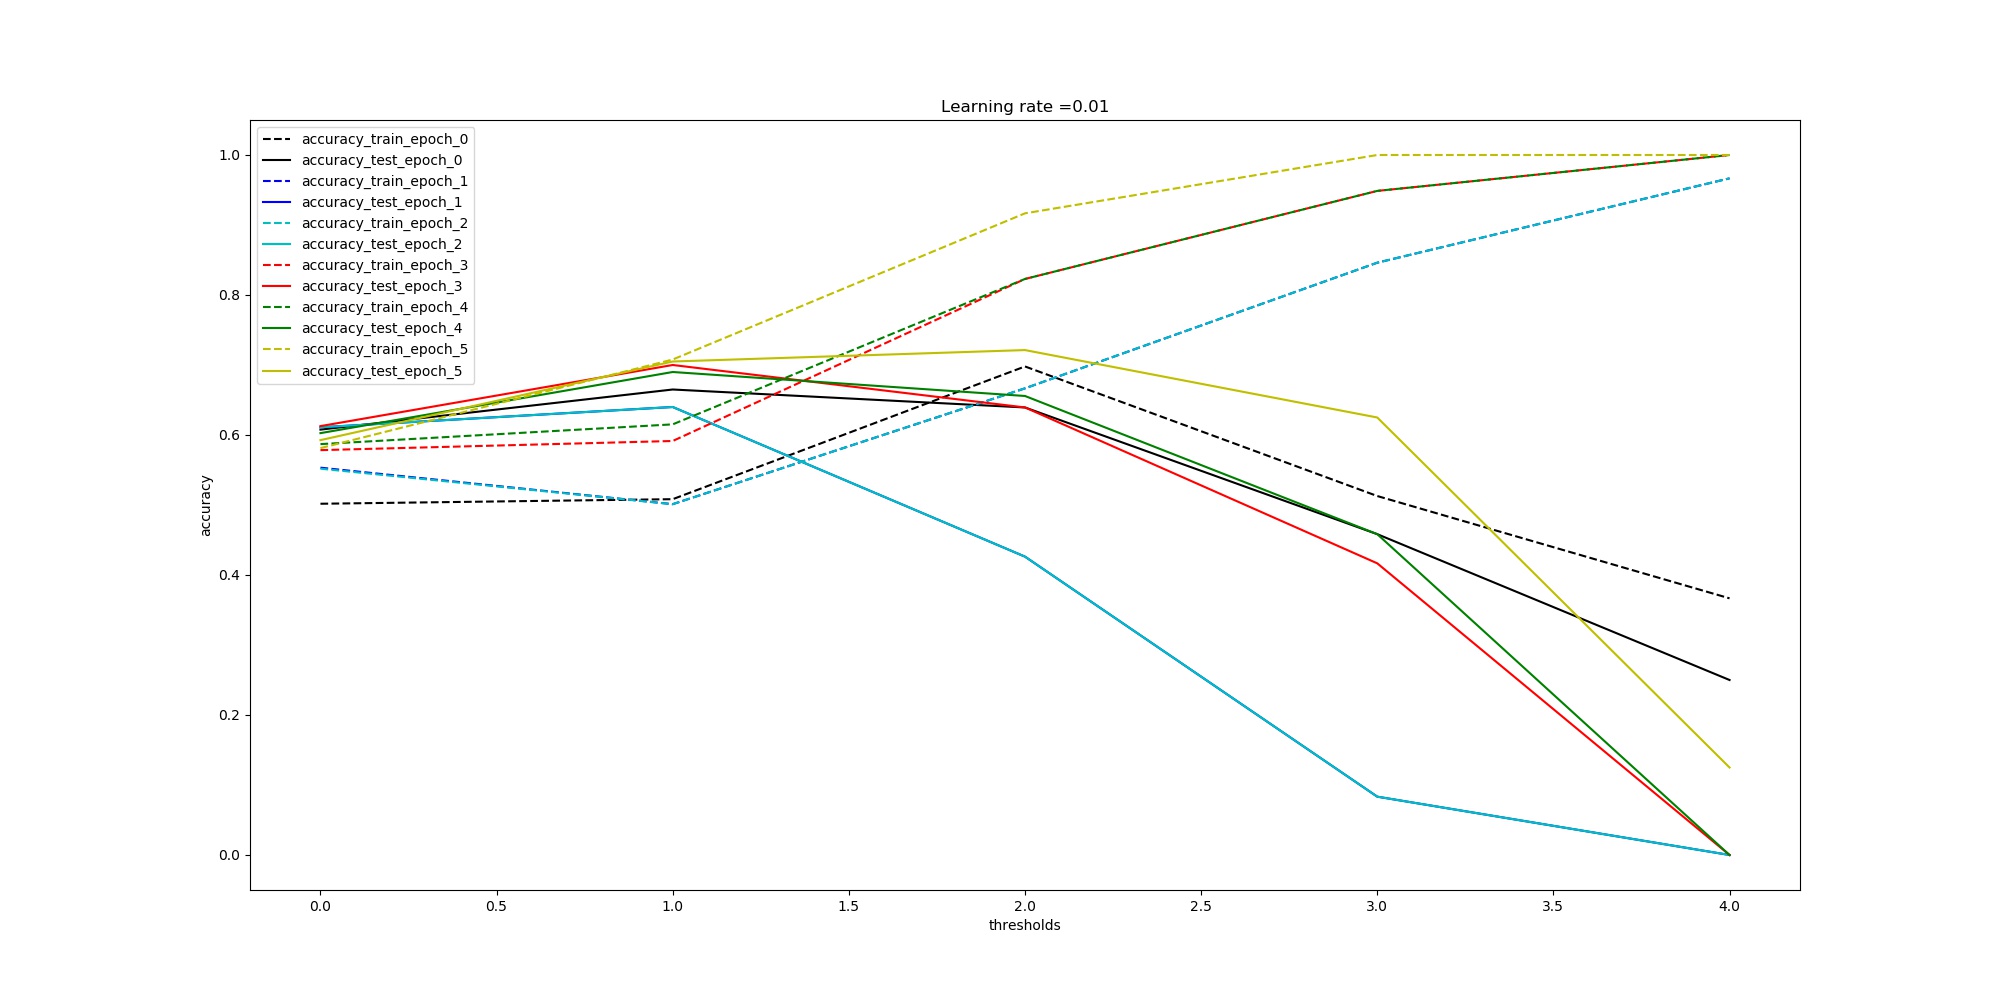 Learning rate =0.01
accuracy_train_epoch_0
accuracy_test_epoch_0
accuracy_train_epoch_1
accuracy_test_epoch_1
accuracy_train_epoch_2
accuracy_test_epoch_2
accuracy_train_epoch_3
accuracy_test_epoch_3
accuracy_train_epoch_4
accuracy_test_epoch_4
accuracy_train_epoch_5
accuracy_test_epoch_5
1.0
0.8
0.6
0.4
0.2
0.0
accuracy
0.0 0.5 1.0 1.5 2.0 2.5 3.0 3.5 4.0
thresholds